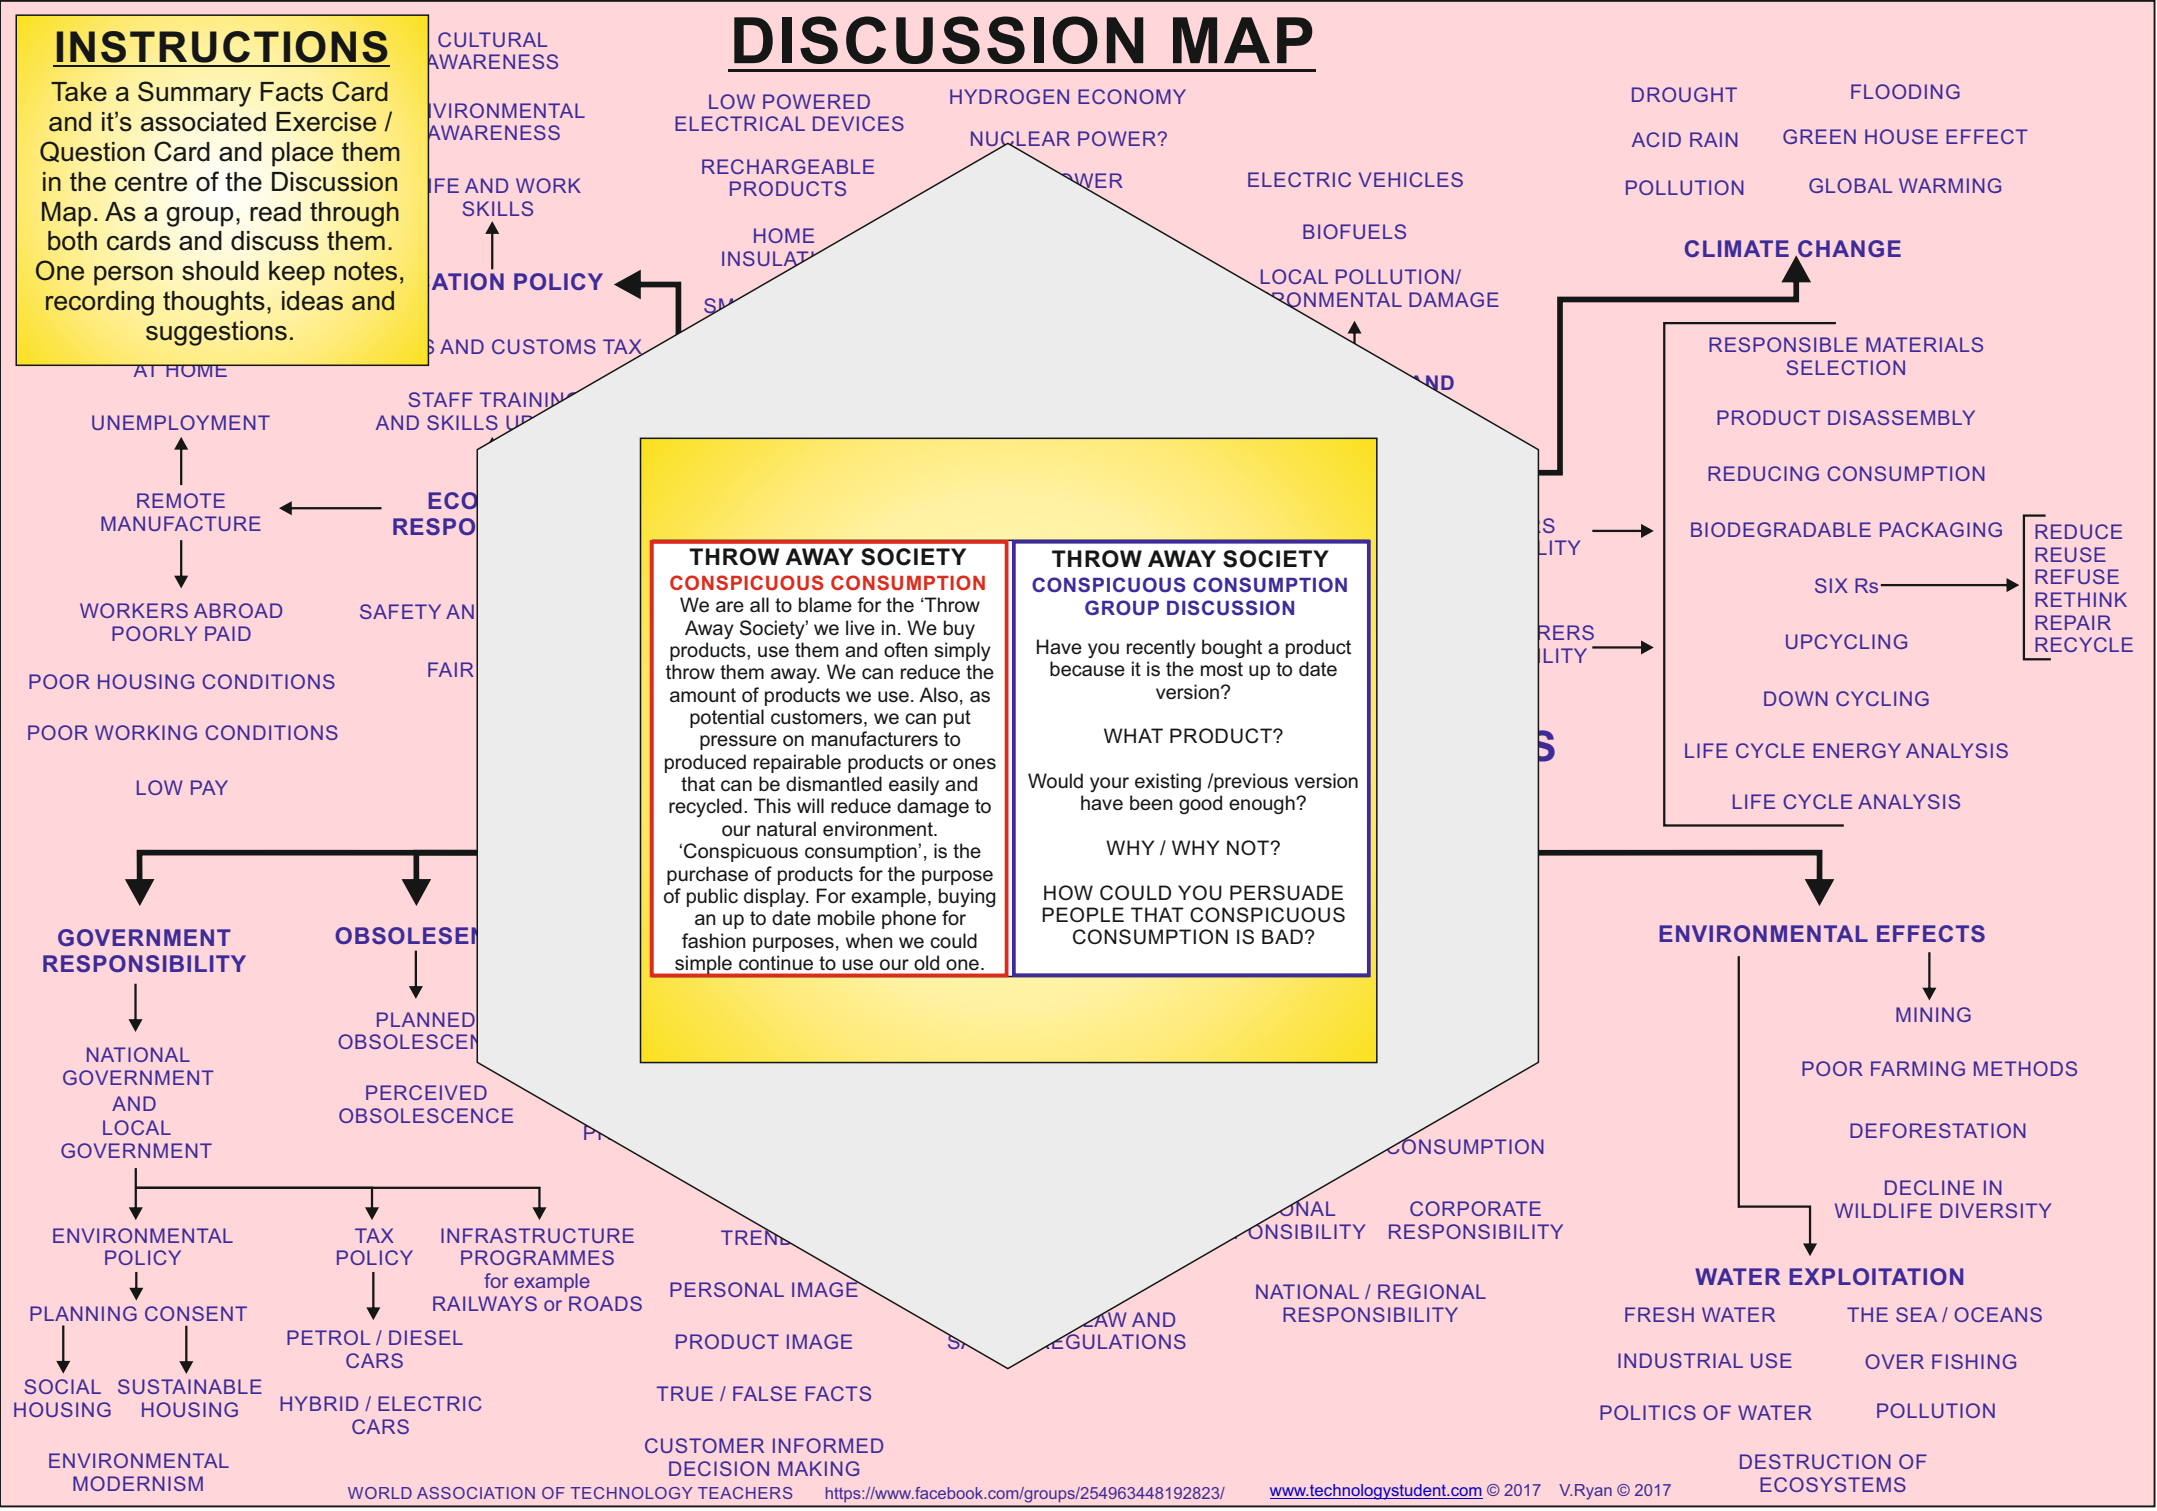 DISCUSSION MAP
INSTRUCTIONS
Take a Summary Facts Card
and it’s associated Exercise /
Question Card and place them
in the centre of the Discussion
Map. As a group, read through
both cards and discuss them.
One person should keep notes,
recording thoughts, ideas and
suggestions.
CULTURAL
AWARENESS
AWARENESS
AND WORK
SKILLS
POLICY
AND CUSTOMS TAX
STAFF TRAINING
AND SKILLS
AT HOME
UNEMPLOYMENT
REMOTE
MANUFACTURE
WORKERS ABROAD
POORLY PAID
POOR HOUSING CONDITIONS
POOR WORKING CONDITIONS
LOW PAY
SAFETY
FAIR
LOW POWERED
ELECTRICAL DEVICES
RECHARGEABLE
PRODUCTS
HOME
HYDROGEN ECONOMY
NUCLEAR POWER?
ELECTRIC VEHICLES
BIOFUELS
LOCAL POLLUTION/
DAMAGE
AND
DROUGHT
FLOODING
ACID RAIN
GREEN HOUSE EFFECT
POLLUTION
GLOBAL WARMING
CLIMATE CHANGE
RESPONSIBLE MATERIALS
SELECTION
PRODUCT DISASSEMBLY
REDUCING CONSUMPTION
BIODEGRADABLE PACKAGING
SIX Rs
UPCYCLING
DOWN CYCLING
LIFE CYCLE ENERGY ANALYSIS
LIFE CYCLE ANALYSIS
REDUCE
REUSE
REFUSE
RETHINK
REPAIR
RECYCLE
THROW AWAY SOCIETY
CONSPICUOUS CONSUMPTION
We are all to blame for the ‘Throw
Away Society’ we live in. We buy
products, use them and often simply
throw them away. We can reduce the
amount of products we use. Also, as
potential customers, we can put
pressure on manufacturers to
produced repairable products or ones
that can be dismantled easily and
recycled. This will reduce damage to
our natural environment.
‘Conspicuous consumption’, is the
purchase of products for the purpose
of public display. For example, buying
an up to date mobile phone for
fashion purposes, when we could
simple continue to use our old one.
THROW AWAY SOCIETY
CONSPICUOUS CONSUMPTION
GROUP DISCUSSION
Have you recently bought a product
because it is the most up to date
version?
WHAT PRODUCT?
Would your existing /previous version
have been good enough?
WHY / WHY NOT?
HOW COULD YOU PERSUADE
PEOPLE THAT CONSPICUOUS
CONSUMPTION IS BAD?
GOVERNMENT
RESPONSIBILITY
NATIONAL
GOVERNMENT
AND
LOCAL
GOVERNMENT
PLANNED
PERCEIVED
OBSOLESCENCE
ENVIRONMENTAL
POLICY
PLANNING CONSENT
SOCIAL
HOUSING
SUSTAINABLE
HOUSING
ENVIRONMENTAL
MODERNISM
TAX
POLICY
PETROL / DIESEL
CARS
HYBRID / ELECTRIC
CARS
INFRASTRUCTURE
PROGRAMMES
for example
RAILWAYS or ROADS
PERSONAL IMAGE
PRODUCT IMAGE
TRUE / FALSE FACTS
CUSTOMER INFORMED
DECISION MAKING
LAW AND
REGULATIONS
CONSUMPTION
CORPORATE
RESPONSIBILITY
NATIONAL / REGIONAL
RESPONSIBILITY
ENVIRONMENTAL EFFECTS
MINING
POOR FARMING METHODS
DEFORESTATION
DECLINE IN
WILDLIFE DIVERSITY
WATER EXPLOITATION
FRESH WATER
THE SEA / OCEANS
INDUSTRIAL USE
OVER FISHING
POLITICS OF WATER
POLLUTION
DESTRUCTION OF
ECOSYSTEMS
WORLD ASSOCIATION OF TECHNOLOGY TEACHERS https://www.facebook.com/groups/254963448192823/ www.technologystudent.com © 2017 V.Ryan © 2017